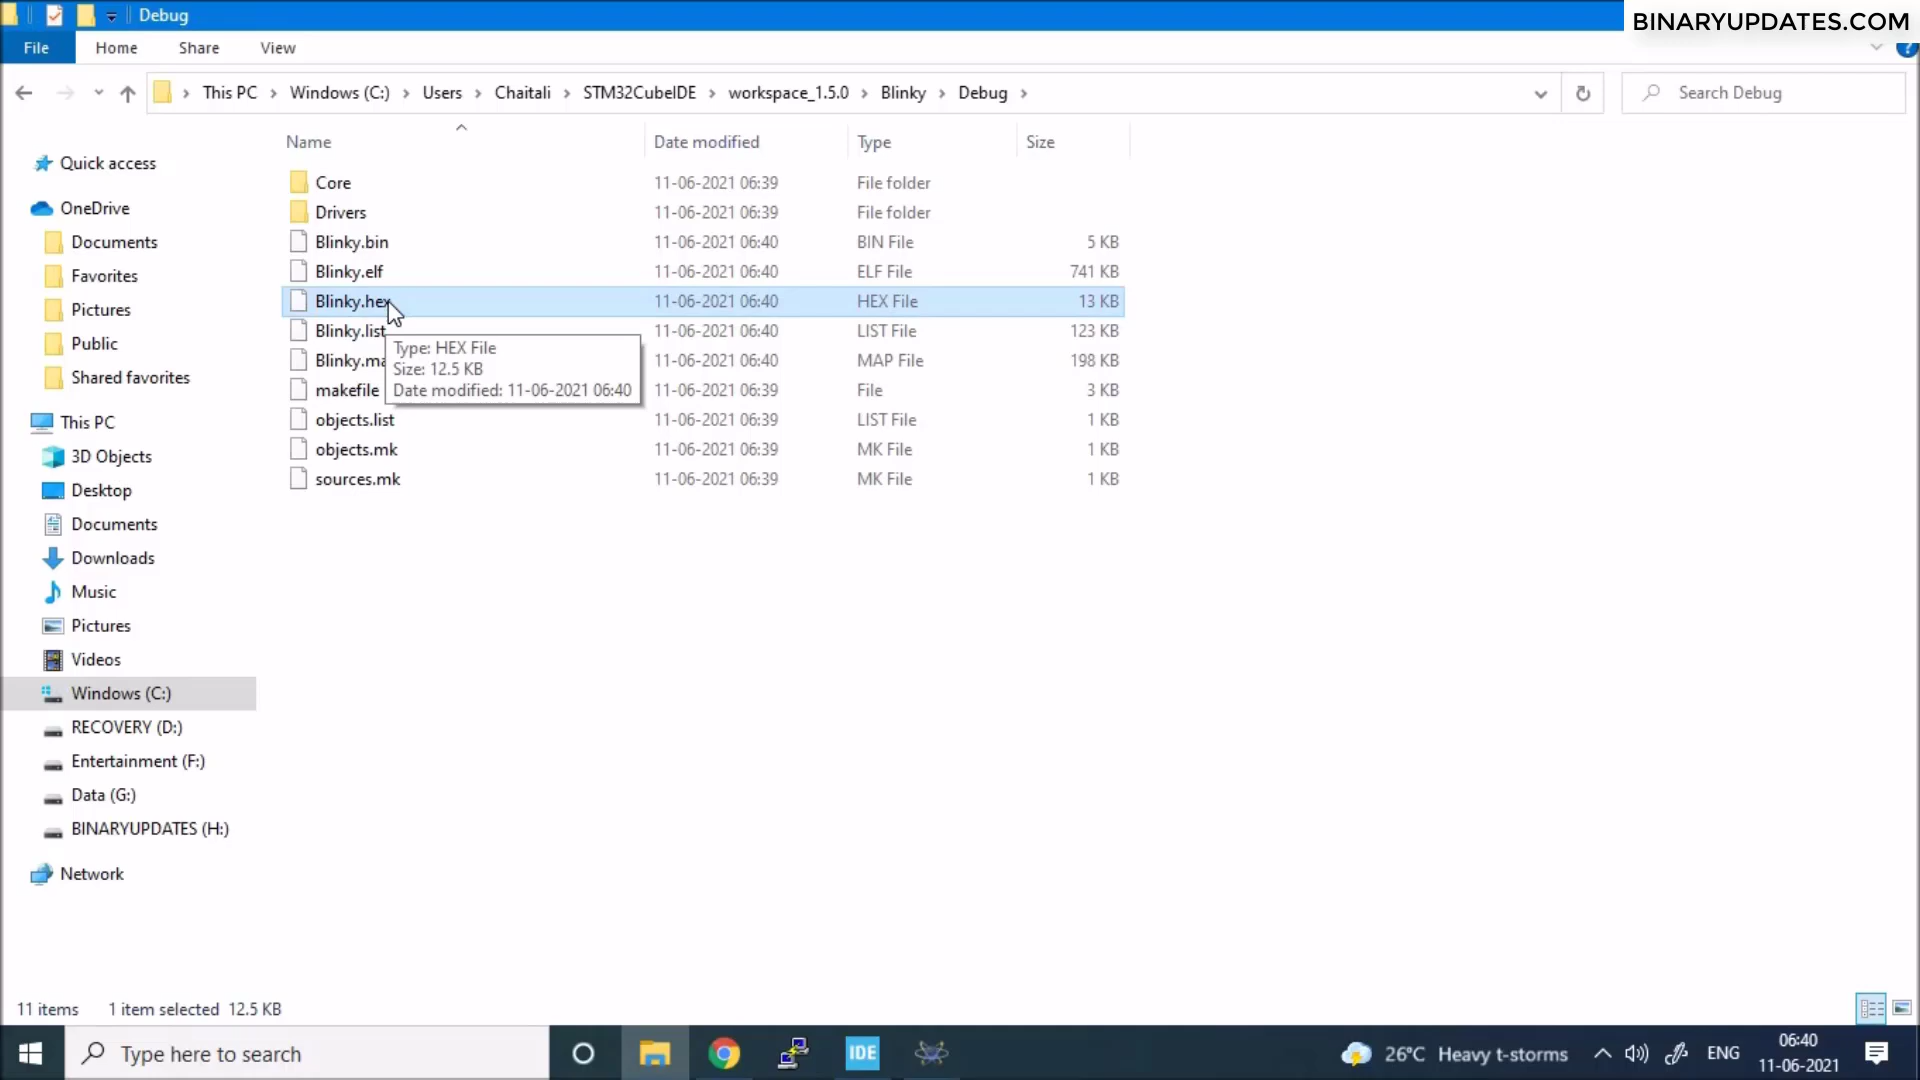 Debug
BINARYUPDATES.COM
File Home Share View
This PC Windows (C:) Users Chaitali STM32CubeIDE workspace_1.5.0 Blinky Debug
Search Debug
Name Date modified Type Size
Quick access
OneDrive
Documents
Favorites
Pictures
Public
Shared favorites
This PC
3D Objects
Desktop
Documents
Downloads
Music
Pictures
Videos
Windows (C:)
RECOVERY (D:)
Entertainment (F:)
Data (G:)
BINARYUPDATES (H:)
Network
Core 11-06-2021 06:39 File folder
Drivers 11-06-2021 06:39 File folder
Blinky.bin 11-06-2021 06:40 BIN File 5 KB
Blinky.elf 11-06-2021 06:40 ELF File 741 KB
Blinky.hex 11-06-2021 06:40 HEX File 13 KB
Blinky.list 11-06-2021 06:40 LIST File 123 KB
Blinky.ma 11-06-2021 06:40 MAP File 198 KB
makefile 11-06-2021 06:39 File 3 KB
objects.list 11-06-2021 06:39 LIST File 1 KB
objects.mk 11-06-2021 06:39 MK File 1 KB
sources.mk 11-06-2021 06:39 MK File 1 KB
Type: HEX File
Size: 12.5 KB
Date modified: 11-06-2021 06:40
11 items 1 item selected 12.5 KB
Type here to search
IDE
26°C Heavy t-storms
ENG
06:40
11-06-2021